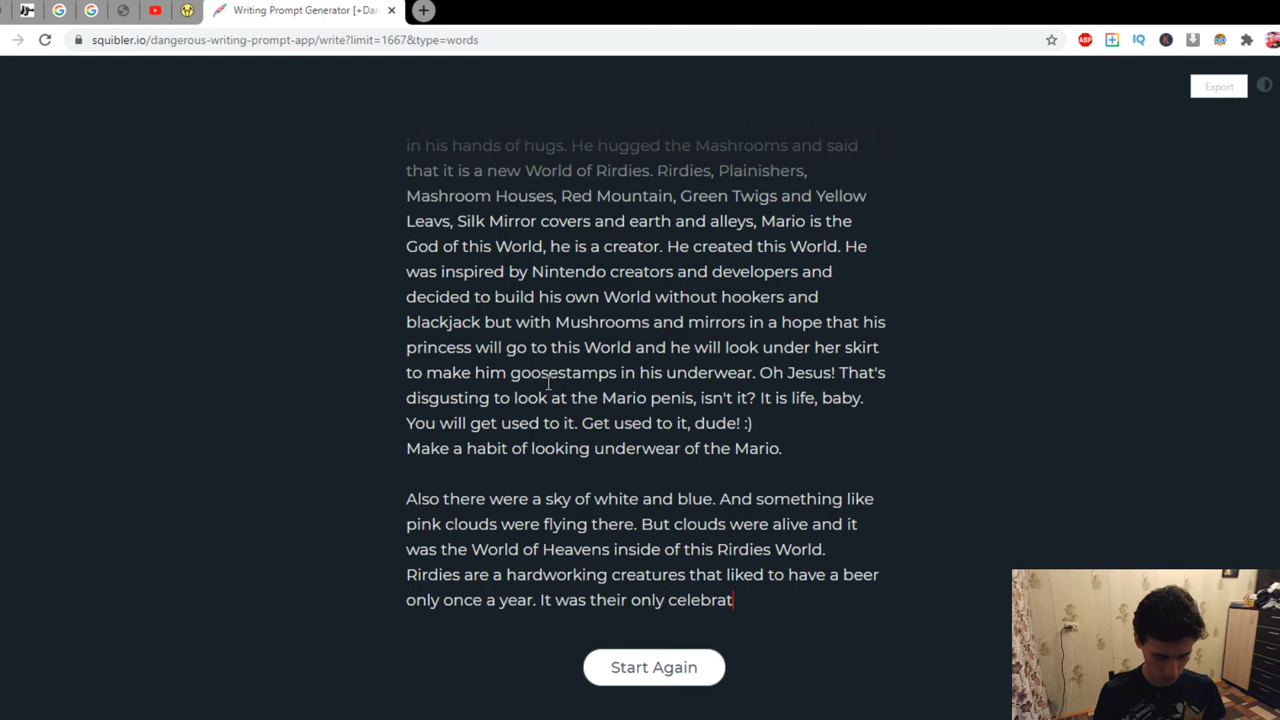 Writing Prompt Generator [+Dan
squibler.io/dangerous-writing-prompt-app/write?limit=1667&type=words
ABP
IQ
K
Export
in his hands of hugs. He hugged the Mashrooms and said
that it is a new World of Rirdies. Rirdies, Plainishers,
Mashroom Houses, Red Mountain, Green Twigs and Yellow
Leavs, Silk Mirror covers and earth and alleys, Mario is the
God of this World, he is a creator. He created this World. He
was inspired by Nintendo creators and developers and
decided to build his own World without hookers and
blackjack but with Mushrooms and mirrors in a hope that his
princess will go to this World and he will look under her skirt
to make him goosestamps in his underwear. Oh Jesus! That's
disgusting to look at the Mario penis, isn't it? It is life, baby.
You will get used to it. Get used to it, dude! :)
Make a habit of looking underwear of the Mario.
Also there were a sky of white and blue. And something like
pink clouds were flying there. But clouds were alive and it
was the World of Heavens inside of this Rirdies World.
Rirdies are a hardworking creatures that liked to have a beer
only once a year. It was their only celebrat
Start Again